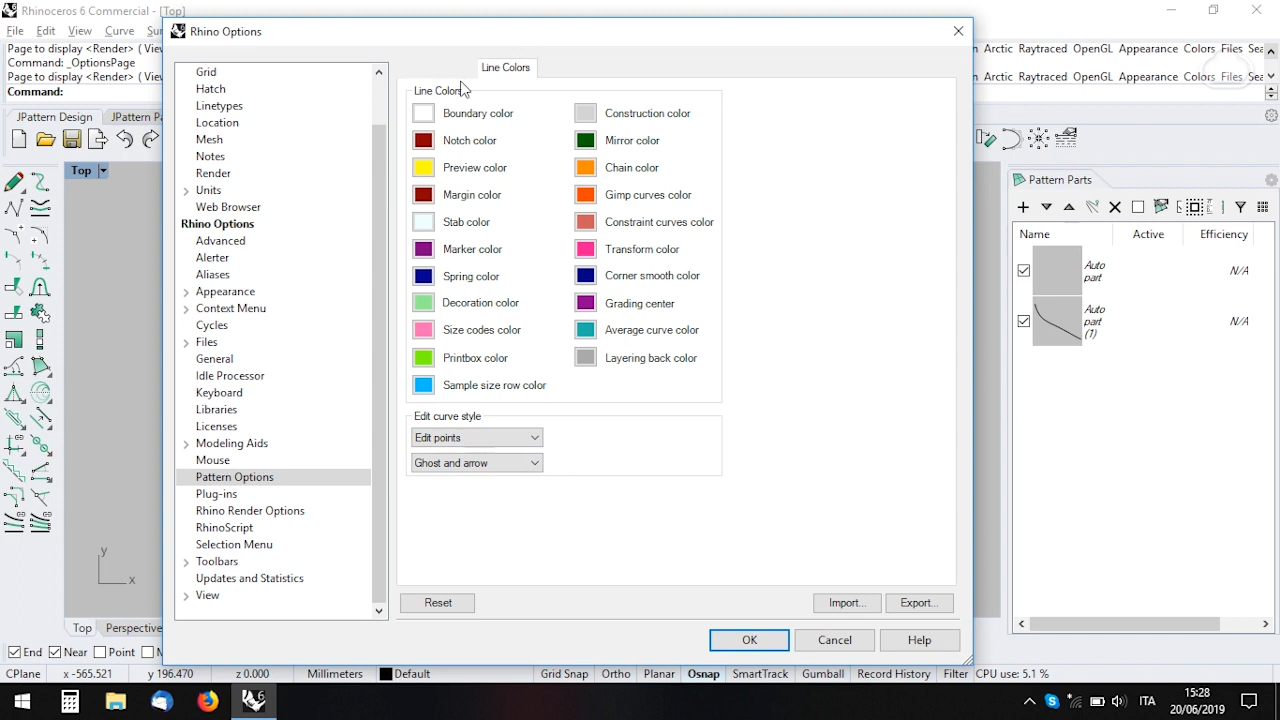 Rhinoceros 6 Commercial - [Top]
File Edit View Curve Sur
Page to display <Render> ( Vie
Command: _OptionsPage
Page to display <Render> ( Vie
Command:
Arctic Raytraced OpenGL Appearance Colors Files Sea
Arctic Raytraced OpenGL Appearance Colors Files Sea
JPattern Design JPattern Pa
Top
Rhino Options
Grid
Hatch
Linetypes
Location
Mesh
Notes
Render
Units
Web Browser
Rhino Options
Advanced
Alerter
Aliases
Appearance
Context Menu
Cycles
Files
General
Idle Processor
Keyboard
Libraries
Licenses
Modeling Aids
Mouse
Pattern Options
Plug-ins
Rhino Render Options
RhinoScript
Selection Menu
Toolbars
Updates and Statistics
View
Line Colors
Line Colors
Boundary color
Notch color
Preview color
Margin color
Stab color
Marker color
Spring color
Decoration color
Size codes color
Printbox color
Sample size row color
Construction color
Mirror color
Chain color
Gimp curves color
Constraint curves color
Transform color
Corner smooth color
Grading center
Average curve color
Layering back color
Edit curve style
Edit points
Ghost and arrow
Reset
Import... Export...
OK Cancel Help
Pattern Parts
Name Active Efficiency
Auto
part
N/A
Auto
part
(1)
N/A
y
x
Top Perspective
End Near Point
CPlane x -565.521 y 196.470 z 0.000 Millimeters Default Grid Snap Ortho Planar Osnap SmartTrack Gumball Record History Filter CPU use: 5.1 %
ITA
15:28
20/06/2019